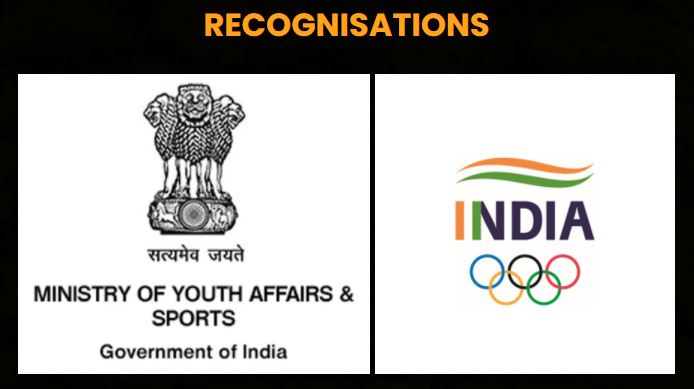 RECOGNISATIONS
सत्यमेव जयते
MINISTRY OF YOUTH AFFAIRS &
SPORTS
Government of India
INDIA